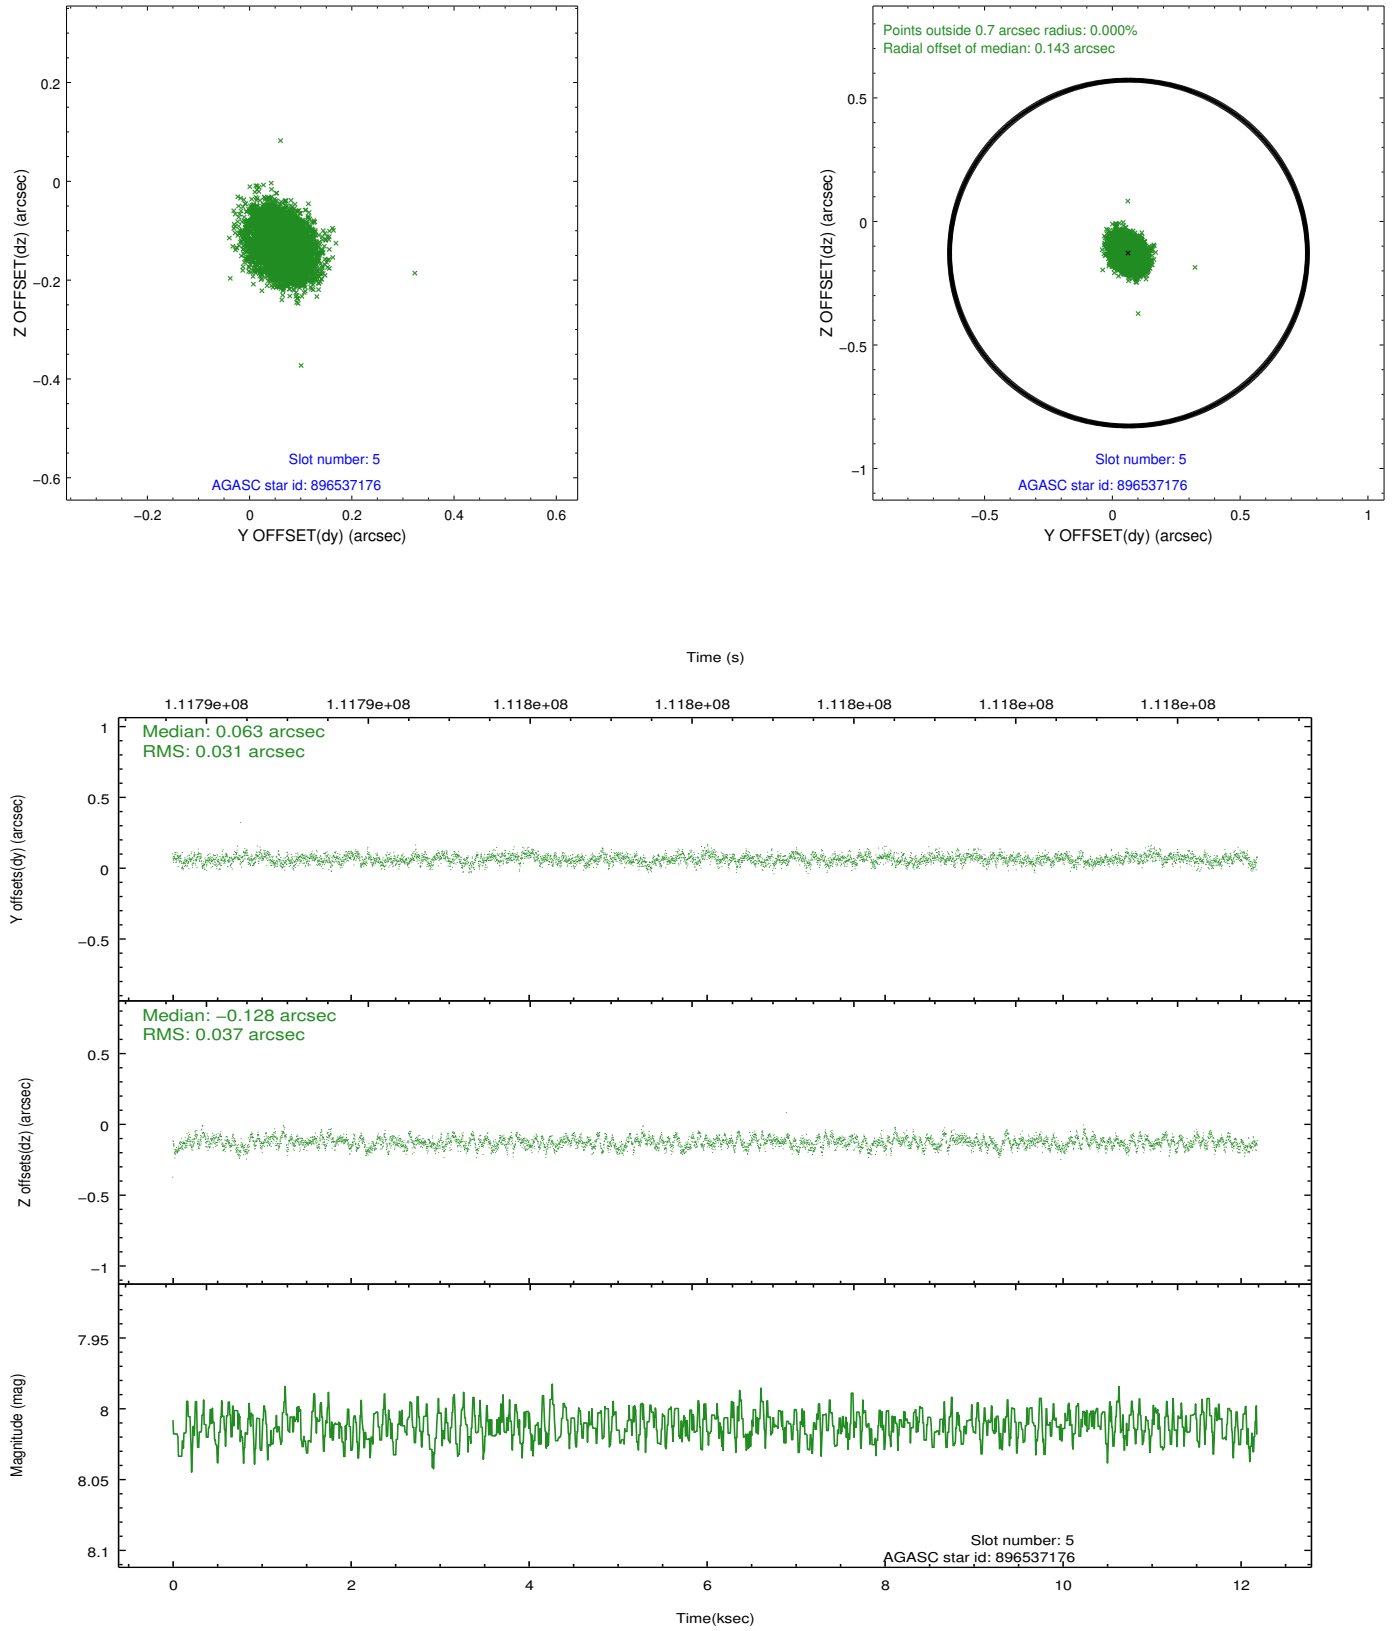 0.2
0
−0.2
−0.4
−0.6
Z OFFSET(dz) (arcsec)
Slot number: 5
AGASC star id: 896537176
−0.2
0
0.2
0.4
0.6
Y OFFSET(dy) (arcsec)
Points outside 0.7 arcsec radius: 0.000%
Radial offset of median: 0.143 arcsec
0.5
0
−0.5
−1
Z OFFSET(dz) (arcsec)
Slot number: 5
AGASC star id: 896537176
−0.5
0
0.5
1
Y OFFSET(dy) (arcsec)
Time (s)
1.1179e+08
1.1179e+08
1.118e+08
1.118e+08
1.118e+08
1.118e+08
1.118e+08
Median: 0.063 arcsec
RMS: 0.031 arcsec
1
0.5
0
−0.5
Y offsets(dy) (arcsec)
Median: −0.128 arcsec
RMS: 0.037 arcsec
0.5
0
−0.5
−1
Z offsets(dz) (arcsec)
7.95
8
8.05
8.1
Magnitude (mag)
Slot number: 5
AGASC star id: 896537176
0
2
4
6
8
10
12
Time(ksec)